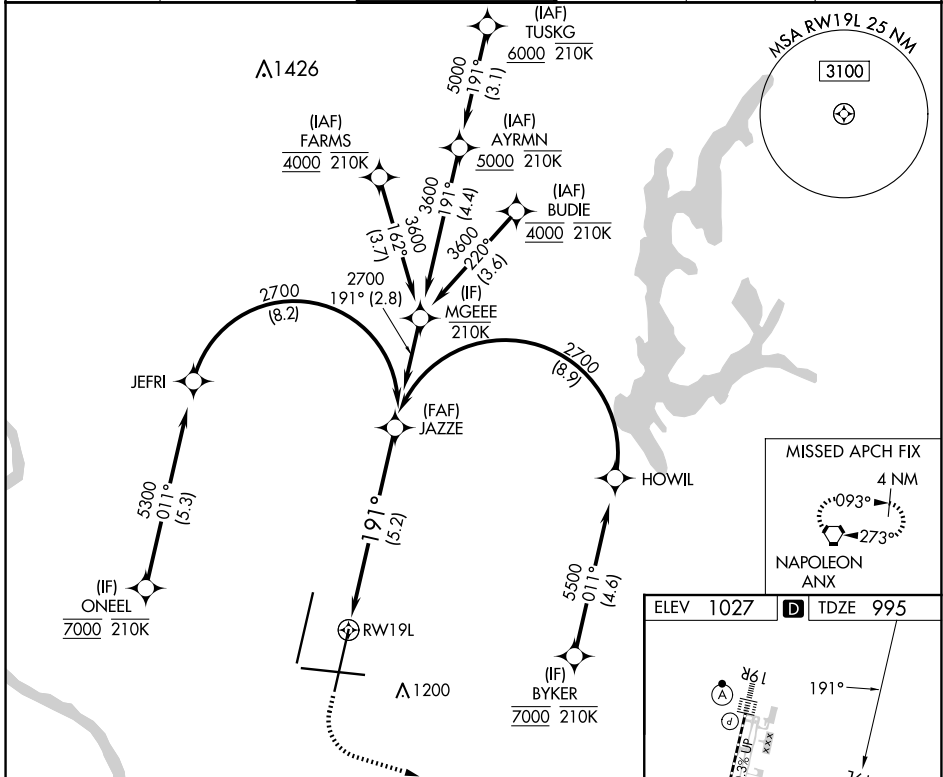 (IAF)
TUSKG
6000 210K
MSA RW19L 25 NM
3100
1426
5000
191°
(3.1)
(IAF)
FARMS
4000 210K
(IAF)
AYRMN
5000 210K
(IAF)
BUDIE
4000 210K
3600
162°
(3.7)
3600
191°
(4.4)
3600
220°
(3.6)
2700
191° (2.8)
(IF)
MGEEE
210K
2700
(8.2)
2700
(8.9)
JEFRI
(FAF)
JAZZE
HOWIL
5300
011°
(5.3)
191°
(5.2)
5500
011°
(4.6)
(IF)
ONEEL
7000 210K
RW19L
1200
(IF)
BYKER
7000 210K
MISSED APCH FIX
4 NM
093°
273°
NAPOLEON
ANX
ELEV 1027 D TDZE 995
191°
19R
A
P
3% UP
XXX